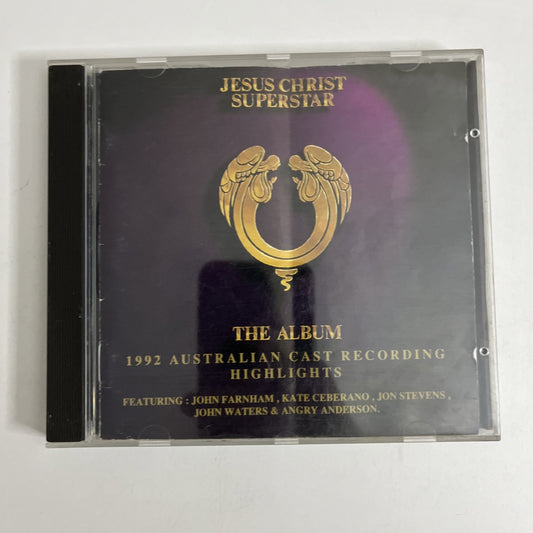 JESUS CHRIST
SUPERSTAR
THE ALBUM
1992 AUSTRALIAN CAST RECORDING
HIGHLIGHTS
FEATURING : JOHN FARNHAM , KATE CEBERANO , JON STEVENS ,
JOHN WATERS & ANGRY ANDERSON.